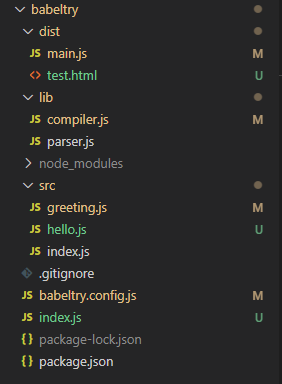 babeltry
dist
JS main.js M
<> test.html U
lib
JS compiler.js M
JS parser.js
node_modules
src
JS greeting.js M
JS hello.js U
JS index.js
.gitignore
JS babeltry.config.js M
JS index.js U
{} package-lock.json
{} package.json